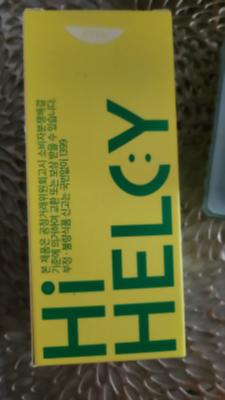 Hi
HELCY
본 제품은 공정거래위원회고시 소비자분쟁해결
기준에 의거하여 교환 또는 보상 받을 수 있습니다.
부정 · 불량식품 신고는 국번없이 1399